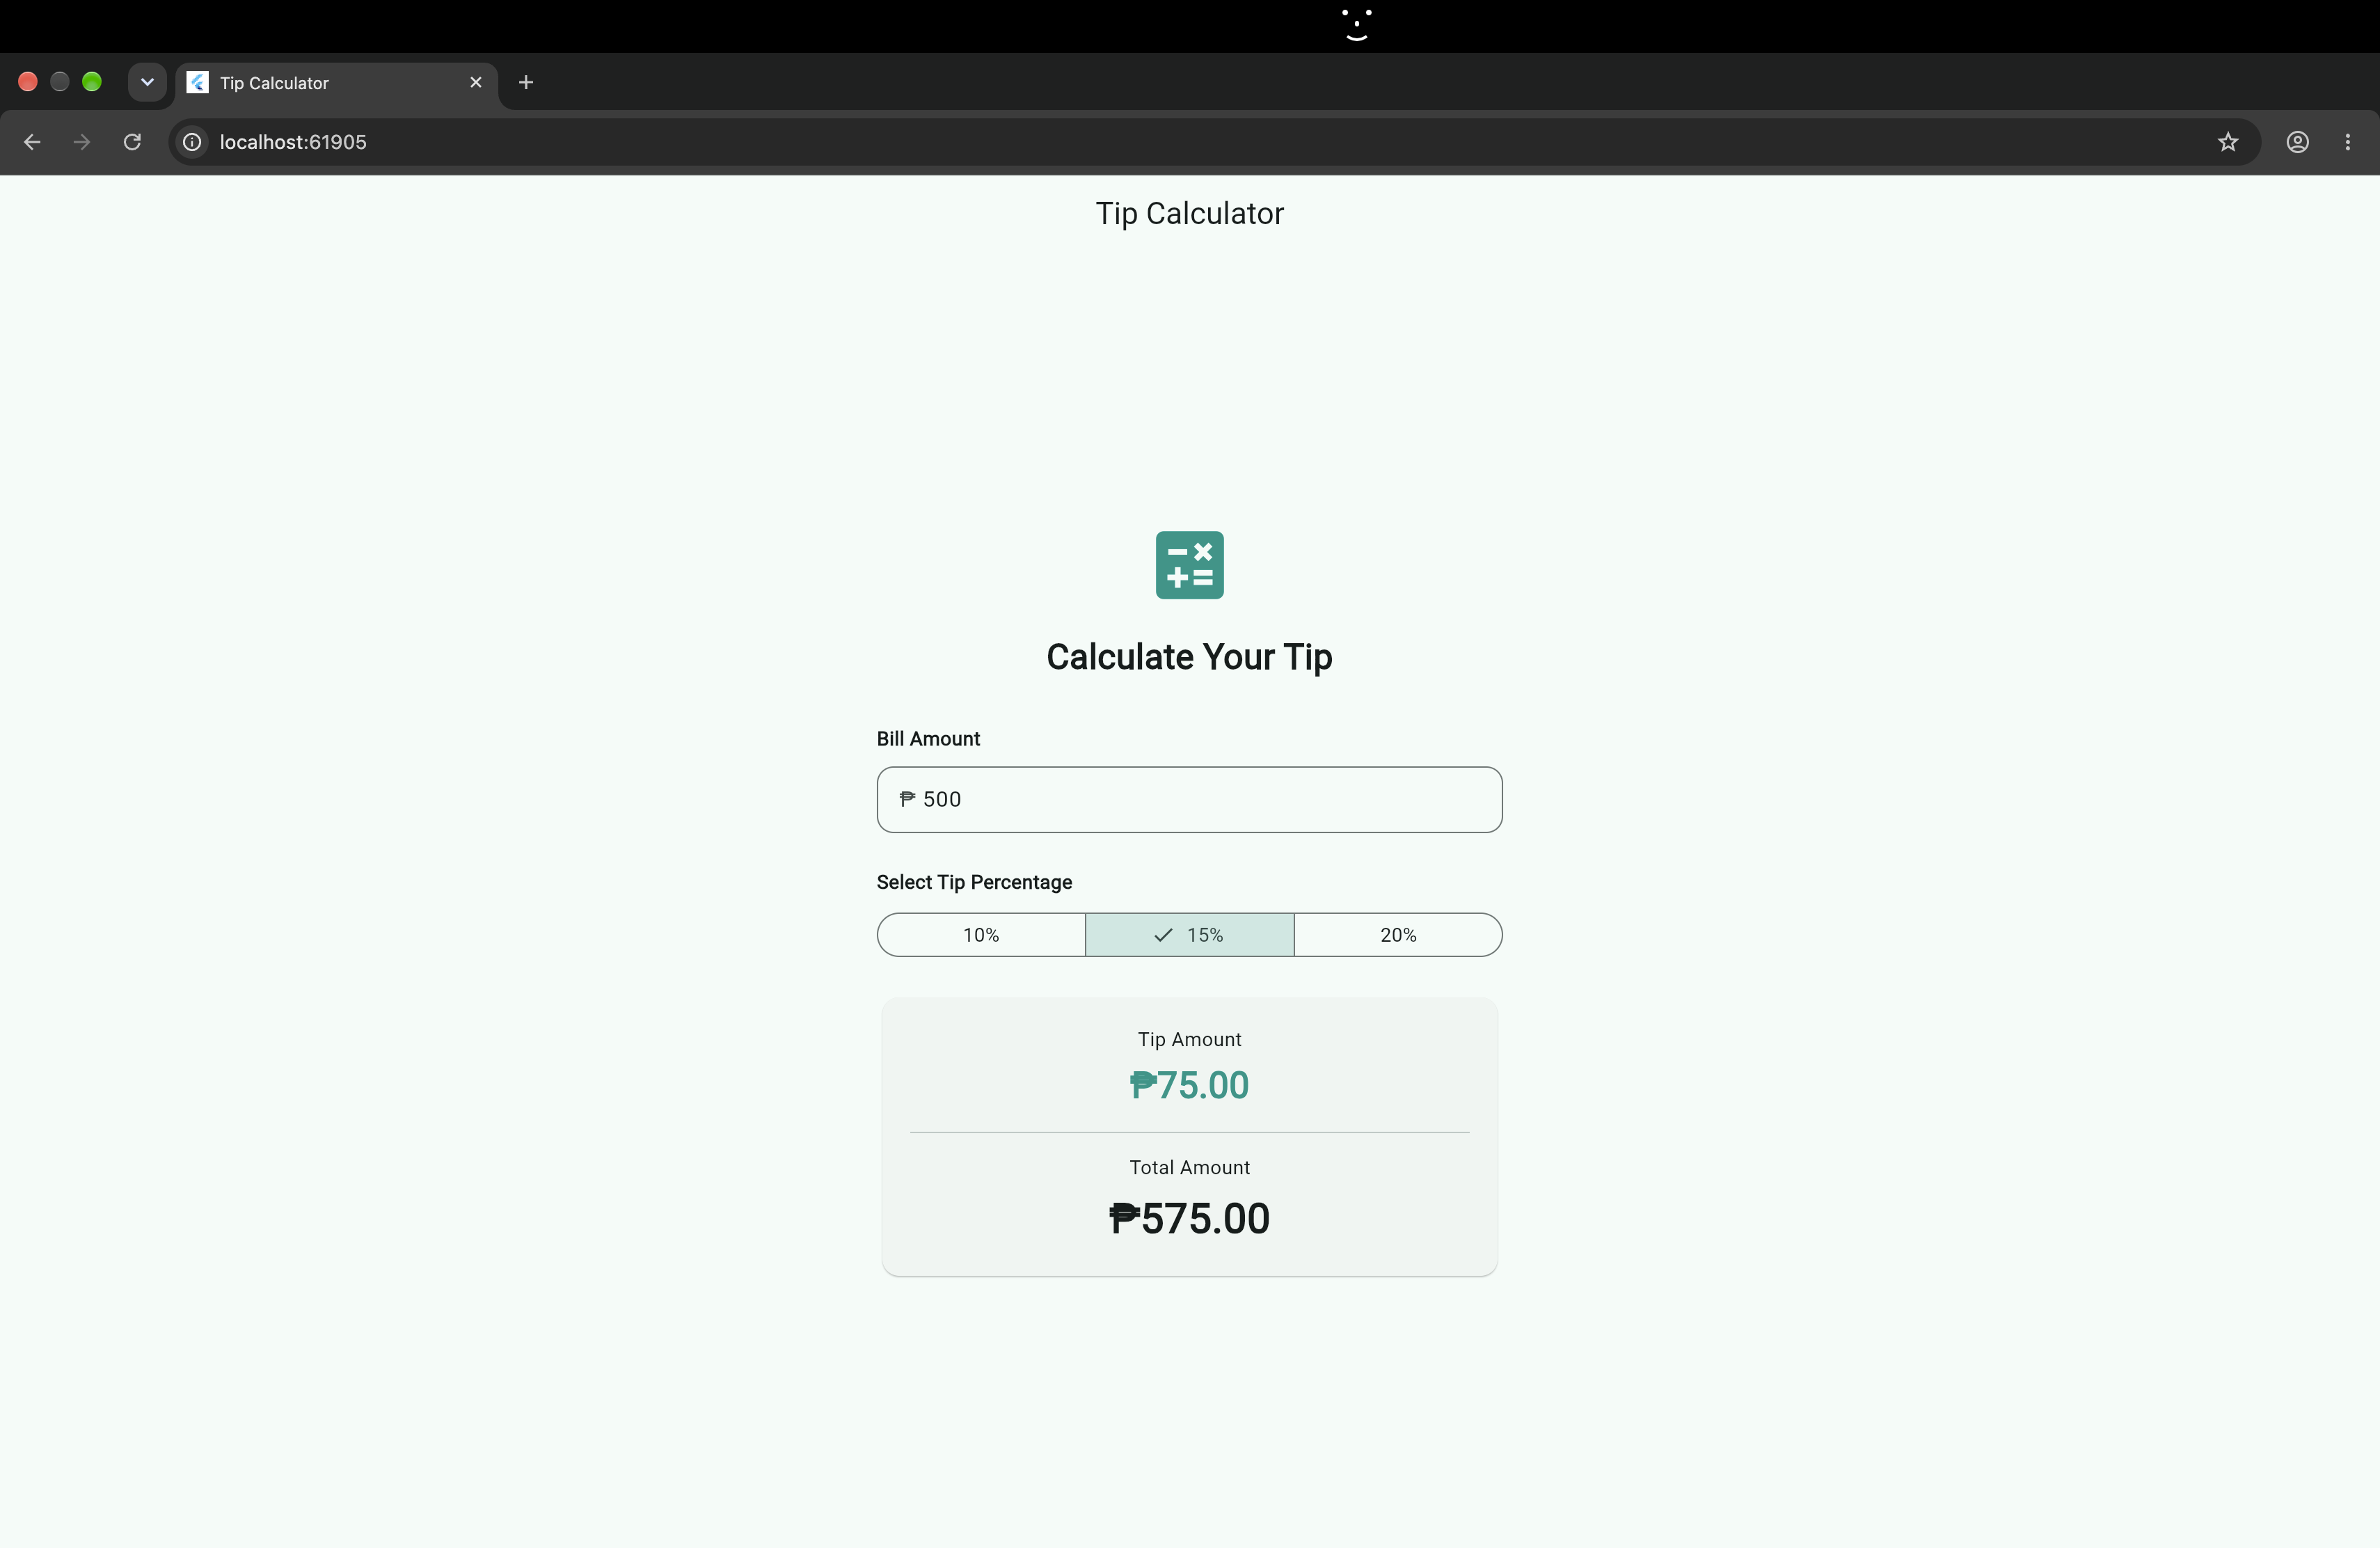 Tip Calculator
localhost:61905
Tip Calculator
Calculate Your Tip
Bill Amount
₱ 500
Select Tip Percentage
10%
15%
20%
Tip Amount
₱75.00
Total Amount
₱575.00